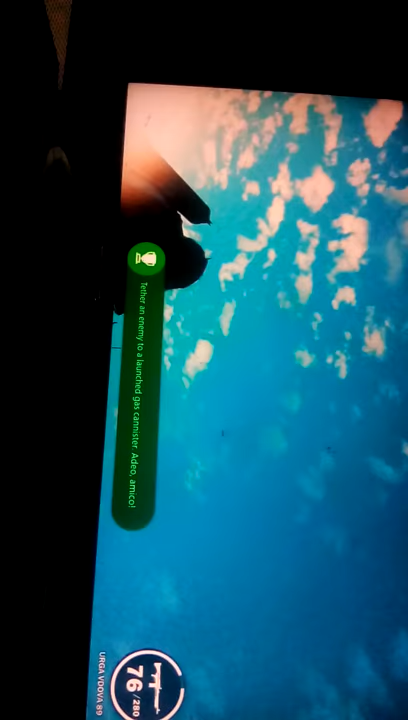 Tether an enemy to a launched gas cannister. Adeo, amico!
76/280
URGA VDOVA 89